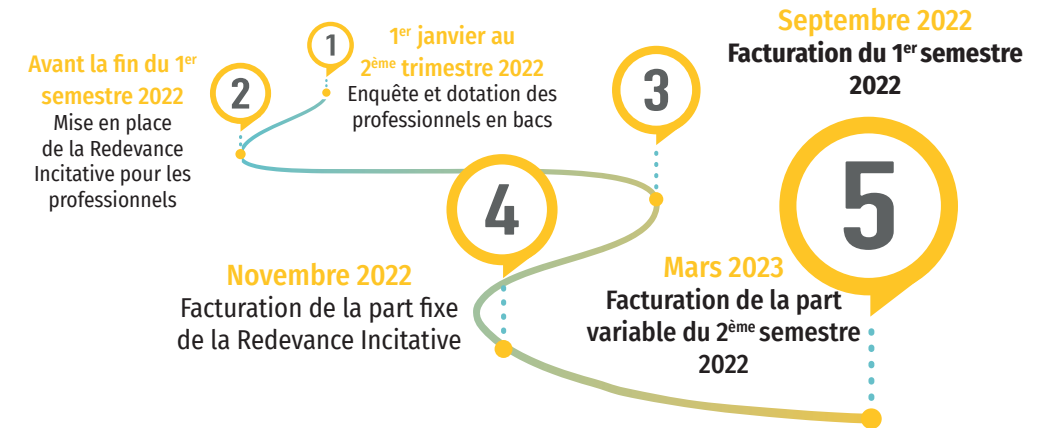 1
1er janvier au
2ème trimestre 2022
Enquête et dotation des
professionnels en bacs
2
Avant la fin du 1er
semestre 2022
Mise en place
de la Redevance
Incitative pour les
professionnels
3
Septembre 2022
Facturation du 1er semestre
2022
4
Novembre 2022
Facturation de la part fixe
de la Redevance Incitative
5
Mars 2023
Facturation de la part
variable du 2ème semestre
2022